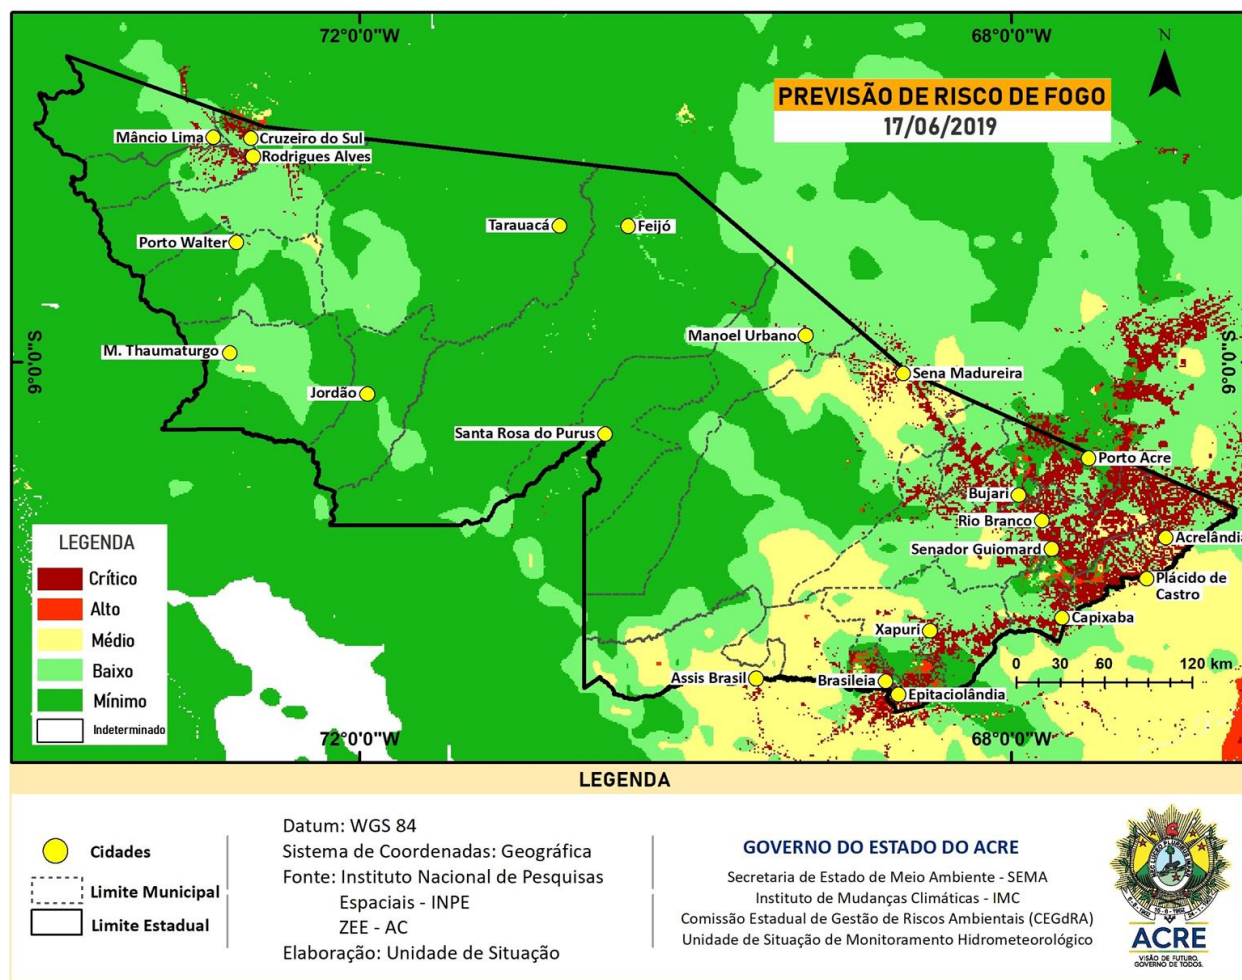 72°0'0"W
68°0'0"W
N
PREVISÃO DE RISCO DE FOGO
17/06/2019
Mâncio Lima
Cruzeiro do Sul
Rodrigues Alves
Tarauacá
Feijó
Porto Walter
Manoel Urbano
9°0'0"S
9°0'0"S
M. Thaumaturgo
Sena Madureira
Jordão
Santa Rosa do Purus
Porto Acre
Bujari
Rio Branco
Acrelândia
Senador Guiomard
Plácido de
Castro
Capixaba
Xapuri
Assis Brasil
Brasileia
Epitaciolândia
0 30 60 120 km
LEGENDA
Crítico
Alto
Médio
Baixo
Mínimo
Indeterminado
72°0'0"W
68°0'0"W
LEGENDA
Cidades
Limite Municipal
Limite Estadual
Datum: WGS 84
Sistema de Coordenadas: Geográfica
Fonte: Instituto Nacional de Pesquisas
Espaciais - INPE
ZEE - AC
Elaboração: Unidade de Situação
GOVERNO DO ESTADO DO ACRE
Secretaria de Estado de Meio Ambiente - SEMA
Instituto de Mudanças Climáticas - IMC
Comissão Estadual de Gestão de Riscos Ambientais (CEGdRA)
Unidade de Situação de Monitoramento Hidrometeorológico
ACRE
VISÃO DE FUTURO.
GOVERNO DE TODOS.